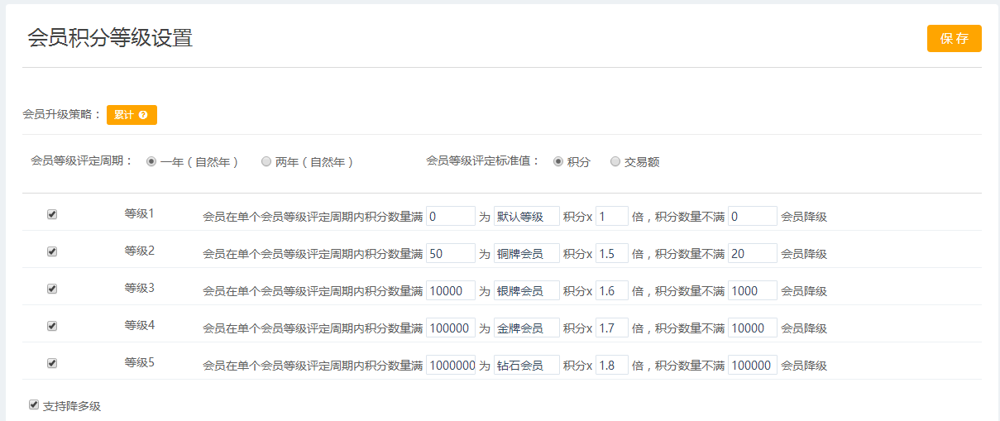 会员积分等级设置 保 存
会员升级策略： 累计
会员等级评定周期： 一年（自然年） 两年（自然年） 会员等级评定标准值： 积分 交易额
等级1 会员在单个会员等级评定周期内积分数量满 0 为 默认等级 积分x 1 倍，积分数量不满 0 会员降级
等级2 会员在单个会员等级评定周期内积分数量满 50 为 铜牌会员 积分x 1.5 倍，积分数量不满 20 会员降级
等级3 会员在单个会员等级评定周期内积分数量满 10000 为 银牌会员 积分x 1.6 倍，积分数量不满 1000 会员降级
等级4 会员在单个会员等级评定周期内积分数量满 100000 为 金牌会员 积分x 1.7 倍，积分数量不满 10000 会员降级
等级5 会员在单个会员等级评定周期内积分数量满 1000000 为 钻石会员 积分x 1.8 倍，积分数量不满 100000 会员降级
支持降多级